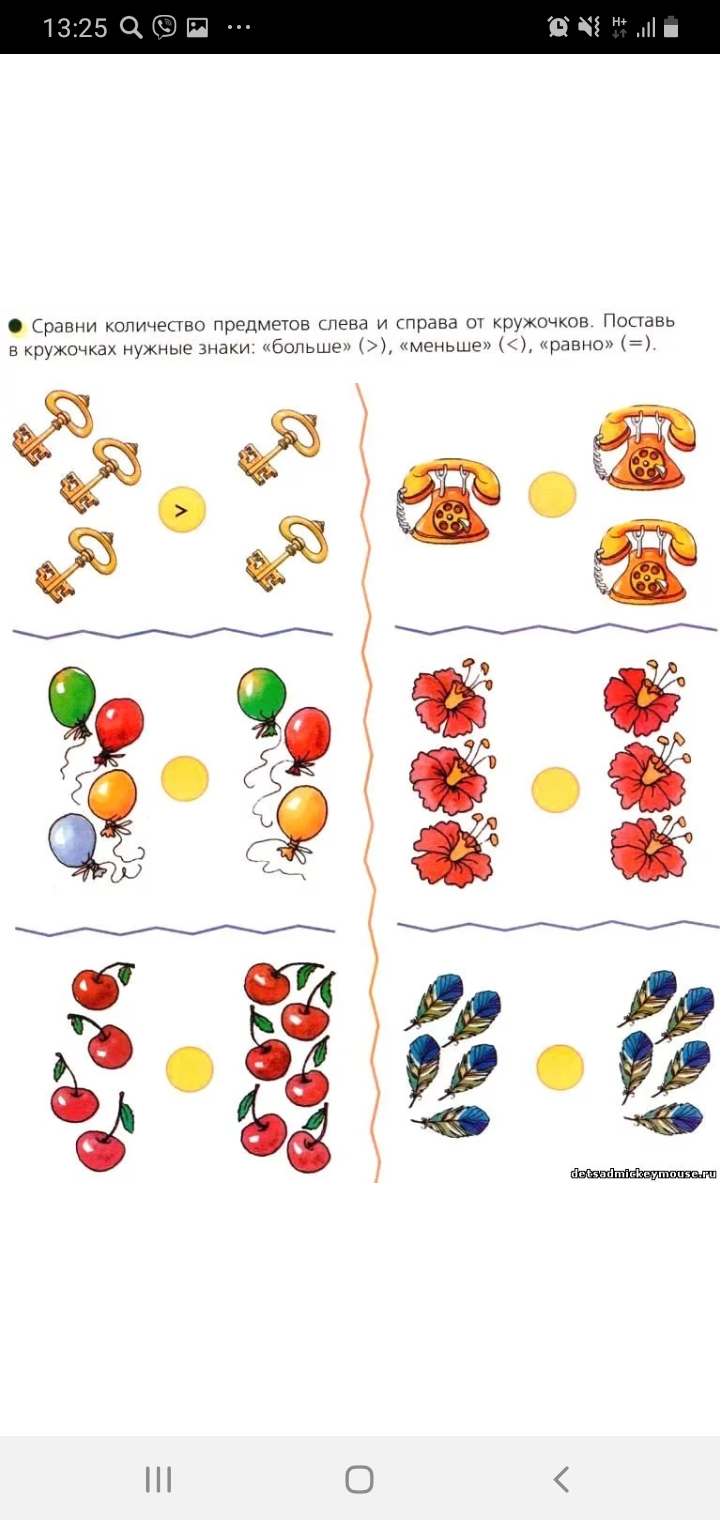 13:25
H+
Сравни количество предметов слева и справа от кружочков. Поставь
в кружочках нужные знаки: «больше» (>), «меньше» (<), «равно» (=).
>
detsadmickeymouse.ru